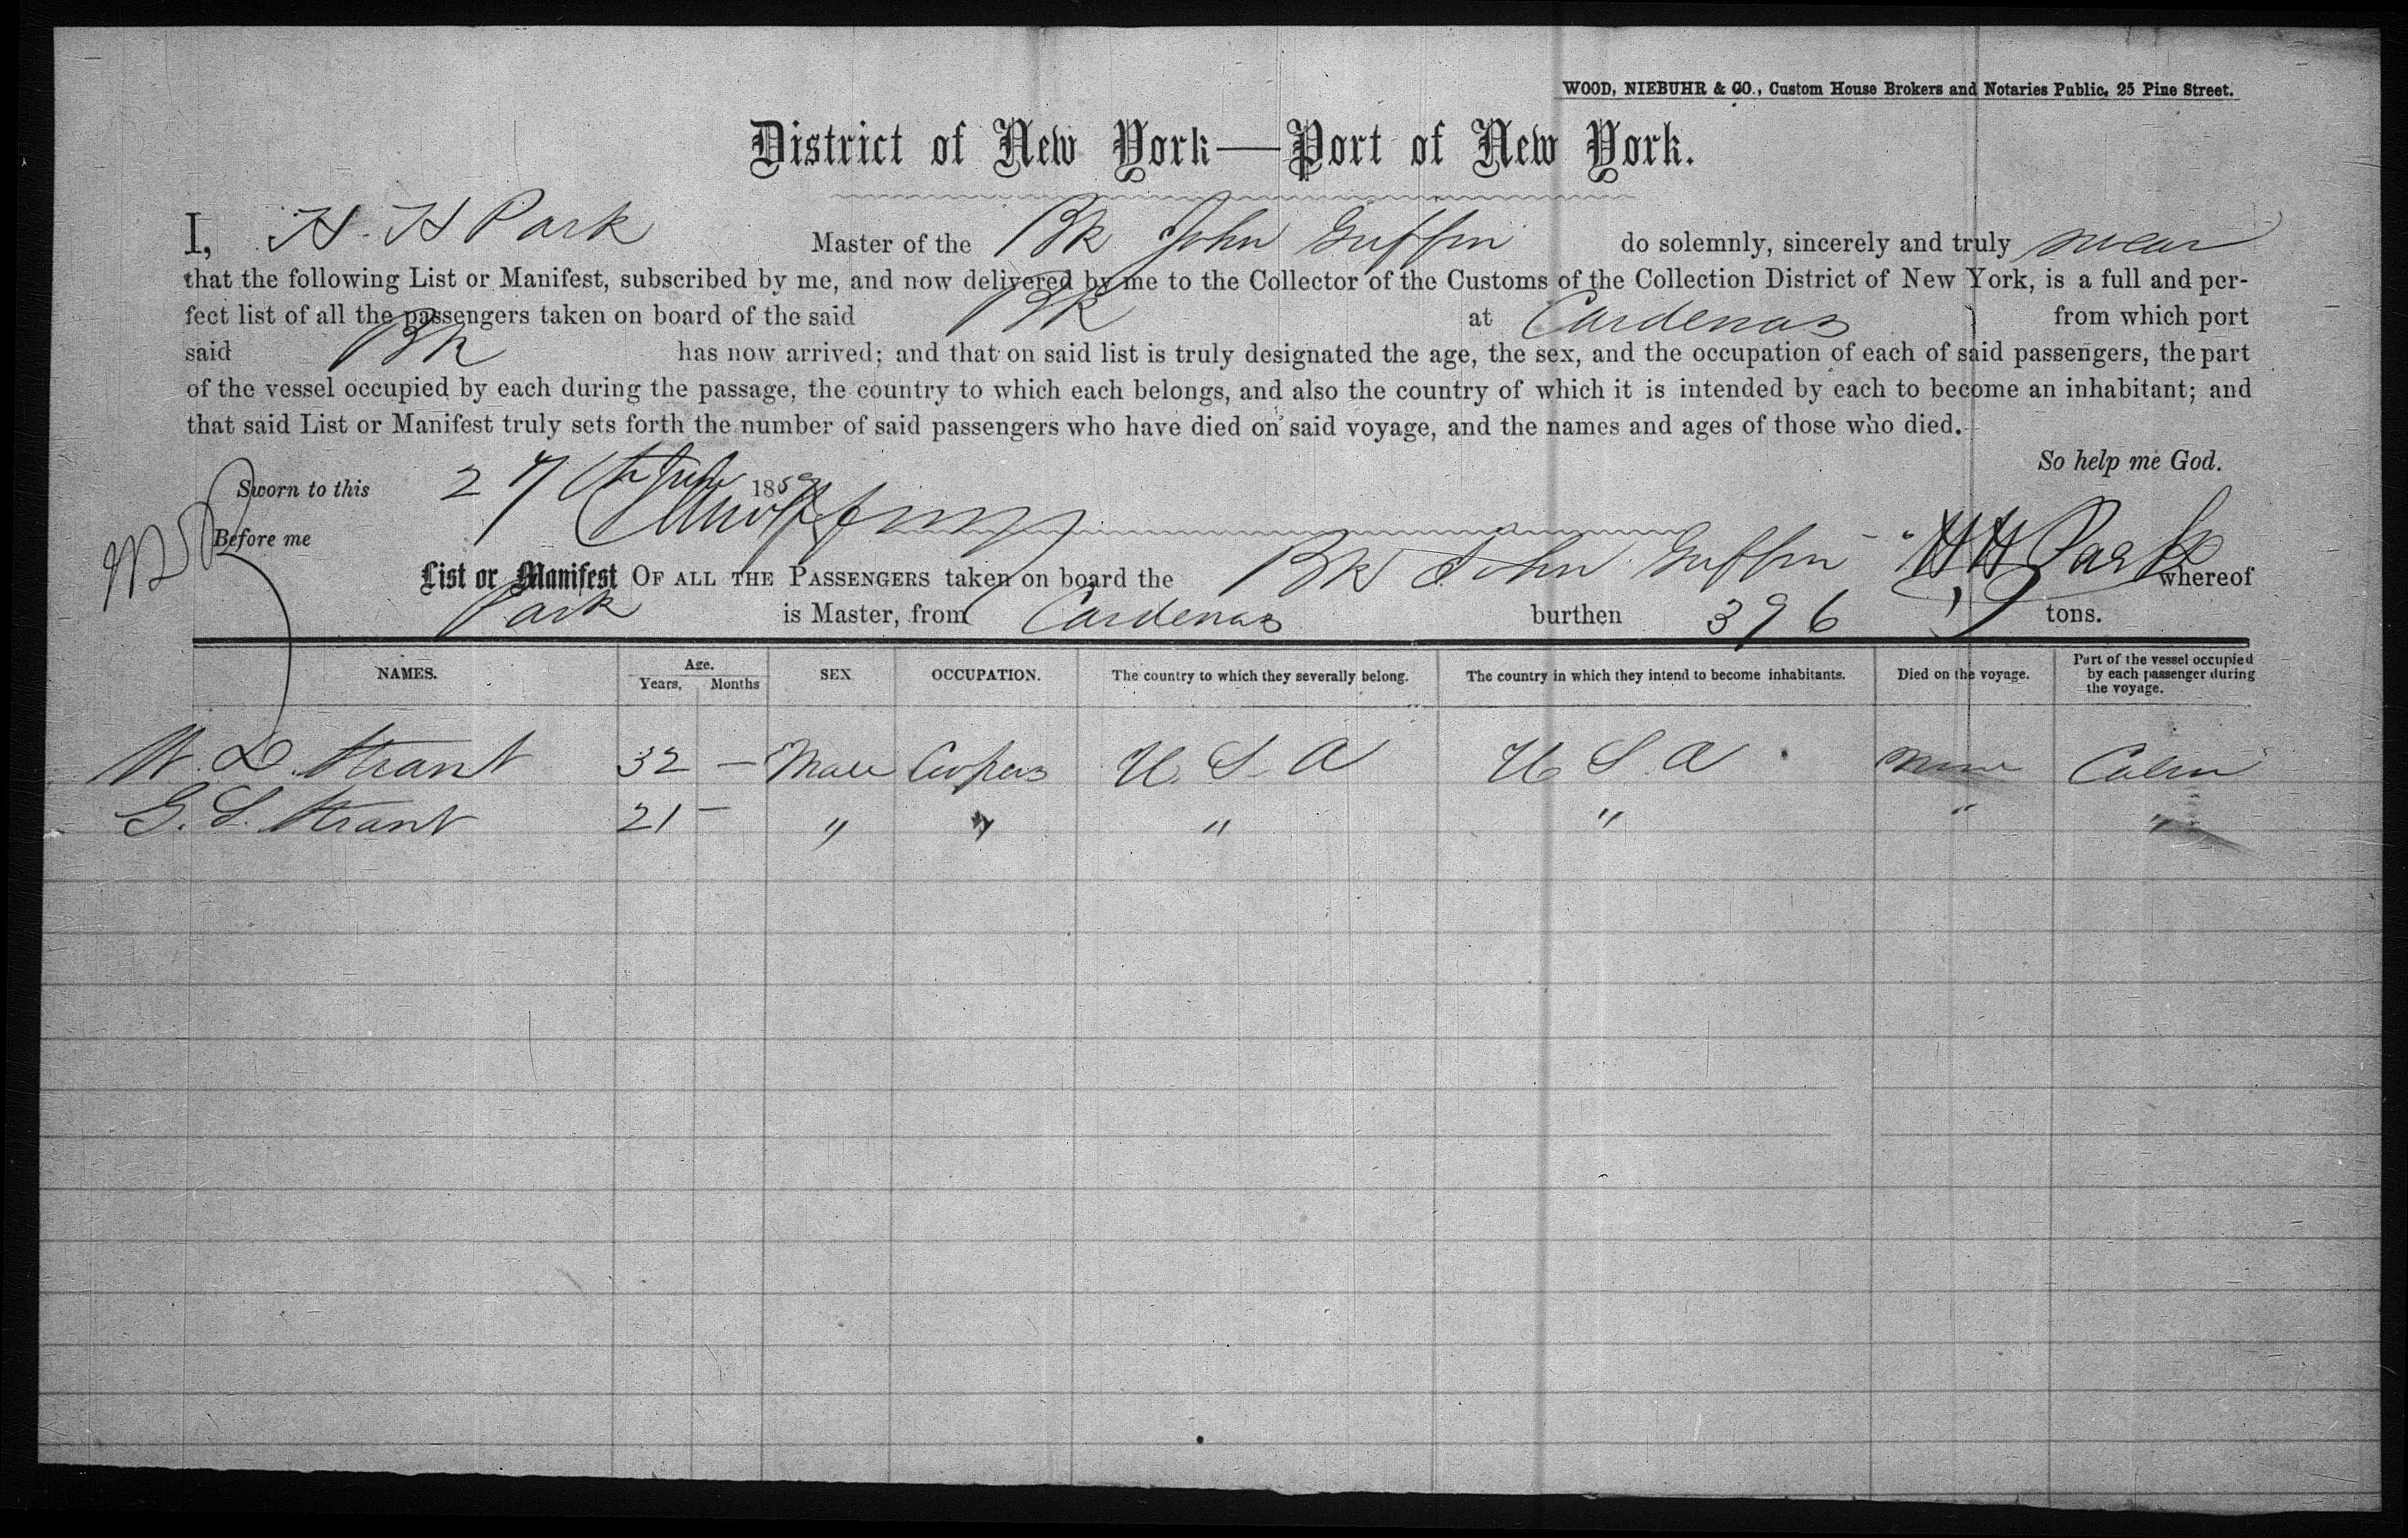 WOOD, NIEBUHR & CO., Custom House Brokers and Notaries Public, 25 Pine Street.
District of New York—Port of New York.
I, H. H Park Master of the Bk John Griffin do solemnly, sincerely and truly swear
that the following List or Manifest, subscribed by me, and now delivered by me to the Collector of the Customs of the Collection District of New York, is a full and per-
fect list of all the passengers taken on board of the said Bk at Cardenas from which port
said Bk has now arrived; and that on said list is truly designated the age, the sex, and the occupation of each of said passengers, the part
of the vessel occupied by each during the passage, the country to which each belongs, and also the country of which it is intended by each to become an inhabitant; and
that said List or Manifest truly sets forth the number of said passengers who have died on said voyage, and the names and ages of those who died.
So help me God.
Sworn to this 27th 1859
Before me
H H Park
List or Manifest OF ALL THE PASSENGERS taken on board the Bk John Griffin whereof
Park is Master, from Cardenas burthen 396 tons.
NAMES. Age. Years, Months SEX OCCUPATION. The country to which they severally belong. The country in which they intend to become inhabitants. Died on the voyage. Part of the vessel occupied by each passenger during the voyage.
W. D. Strant 32 — Male Coopers U. S. A U S. A None Cabin
G. S. Strant 21 — " " " " " "